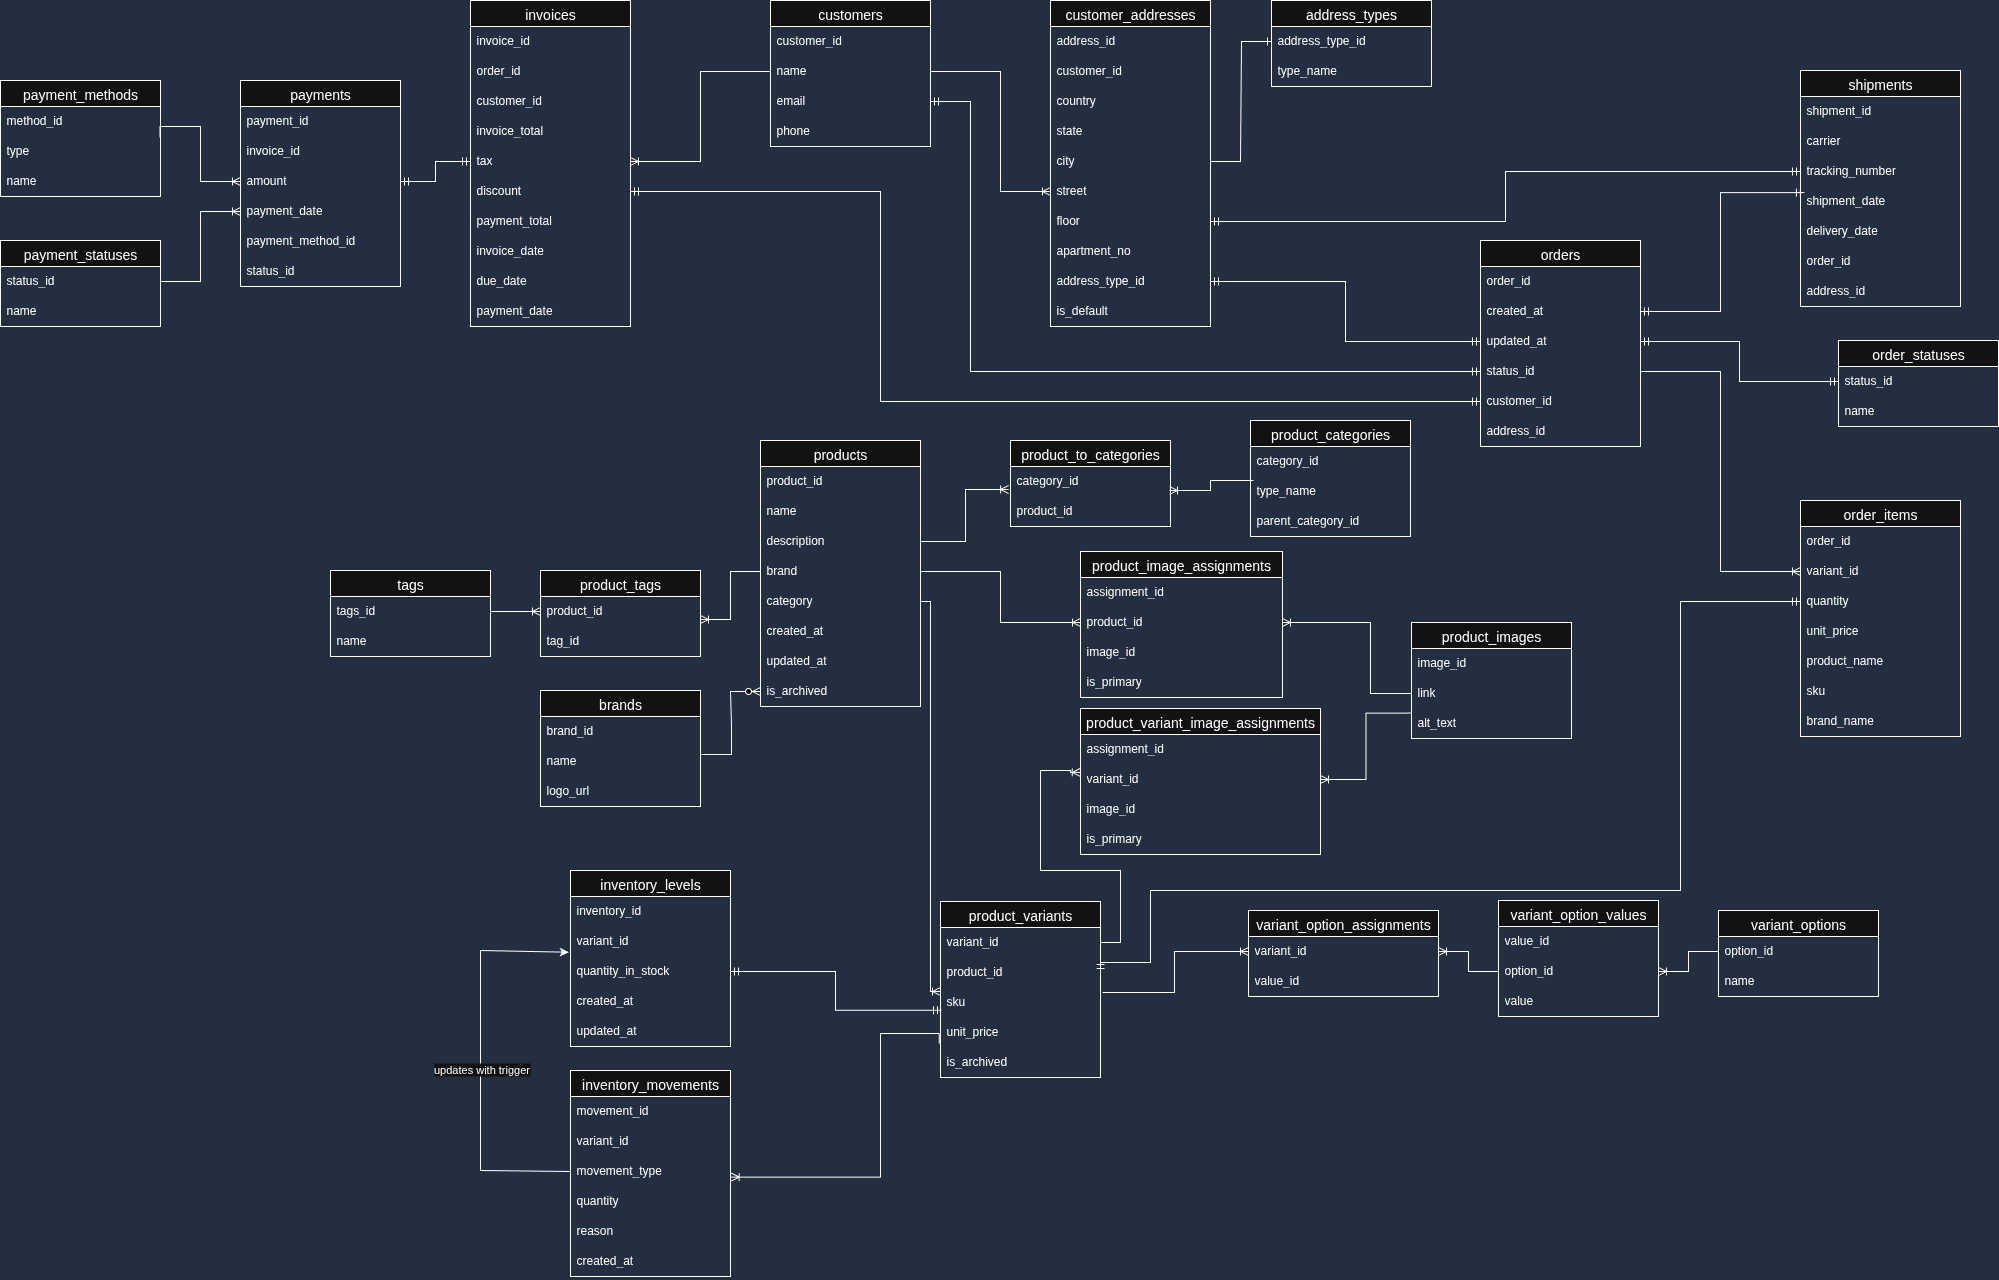 invoices
invoice_id
order_id
customer_id
invoice_total
tax
discount
payment_total
invoice_date
due_date
payment_date
customers
customer_id
name
email
phone
customer_addresses
address_id
customer_id
country
state
city
street
floor
apartment_no
address_type_id
is_default
address_types
address_type_id
type_name
payment_methods
method_id
type
name
payments
payment_id
invoice_id
amount
payment_date
payment_method_id
status_id
shipments
shipment_id
carrier
tracking_number
shipment_date
delivery_date
order_id
address_id
payment_statuses
status_id
name
orders
order_id
created_at
updated_at
status_id
customer_id
address_id
order_statuses
status_id
name
products
product_id
name
description
brand
category
created_at
updated_at
is_archived
product_to_categories
category_id
product_id
product_categories
category_id
type_name
parent_category_id
order_items
order_id
variant_id
quantity
unit_price
product_name
sku
brand_name
tags
tags_id
name
product_tags
product_id
tag_id
product_image_assignments
assignment_id
product_id
image_id
is_primary
product_images
image_id
link
alt_text
brands
brand_id
name
logo_url
product_variant_image_assignments
assignment_id
variant_id
image_id
is_primary
inventory_levels
inventory_id
variant_id
quantity_in_stock
created_at
updated_at
product_variants
variant_id
product_id
sku
unit_price
is_archived
variant_option_assignments
variant_id
value_id
variant_option_values
value_id
option_id
value
variant_options
option_id
name
updates with trigger
inventory_movements
movement_id
variant_id
movement_type
quantity
reason
created_at